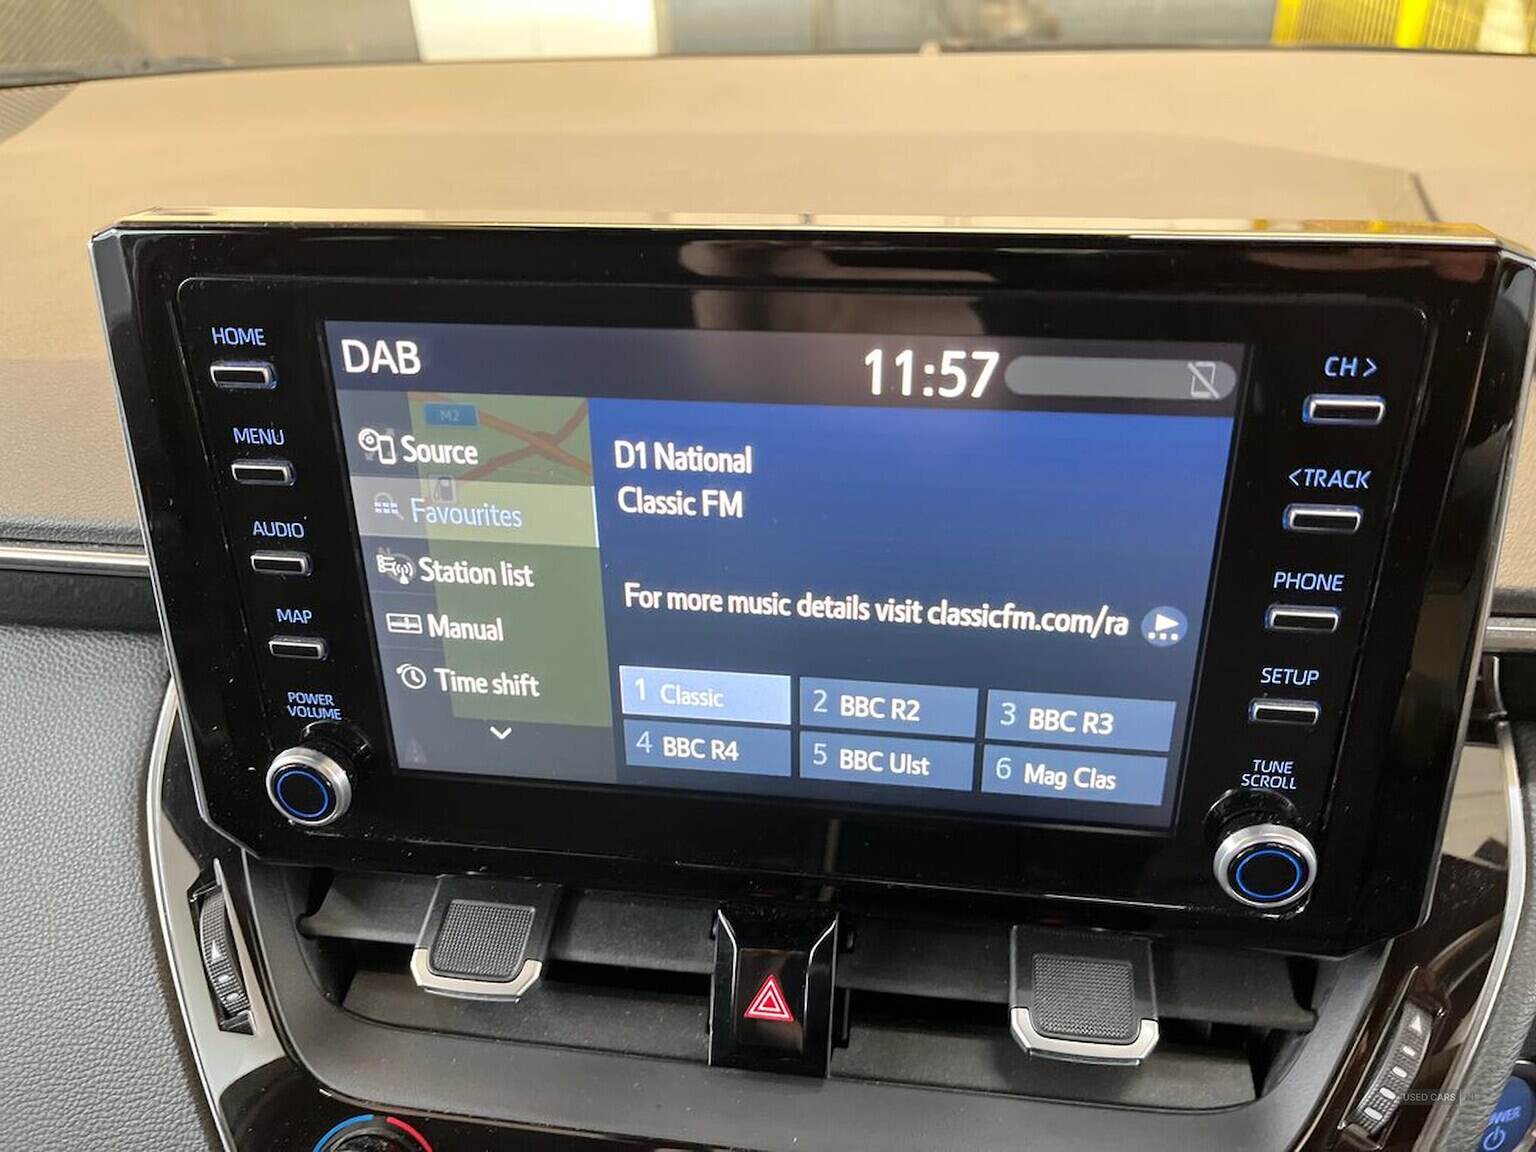 HOME
MENU
AUDIO
MAP
POWER
VOLUME
DAB
11:57
M2
Source
Favourites
Station list
Manual
Time shift
D1 National
Classic FM
For more music details visit classicfm.com/ra
1 Classic
2 BBC R2
3 BBC R3
4 BBC R4
5 BBC Ulst
6 Mag Clas
CH >
<TRACK
PHONE
SETUP
TUNE
SCROLL
USED CARS